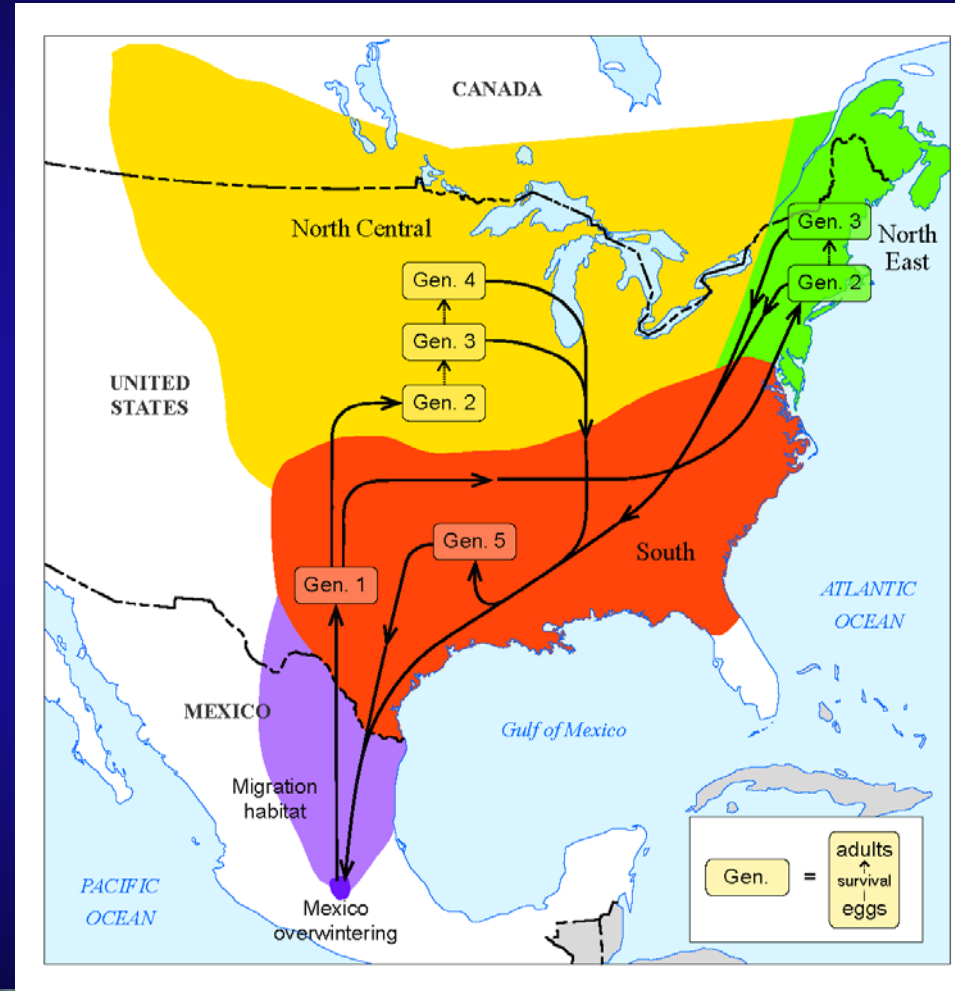 CANADA
North Central
Gen. 3
North
East
Gen. 2
Gen. 4
Gen. 3
Gen. 2
UNITED
STATES
Gen. 5
South
Gen. 1
ATLANTIC
OCEAN
MEXICO
Gulf of Mexico
Migration
habitat
PACIFIC
OCEAN
Mexico
overwintering
Gen.
=
adults
survival
eggs